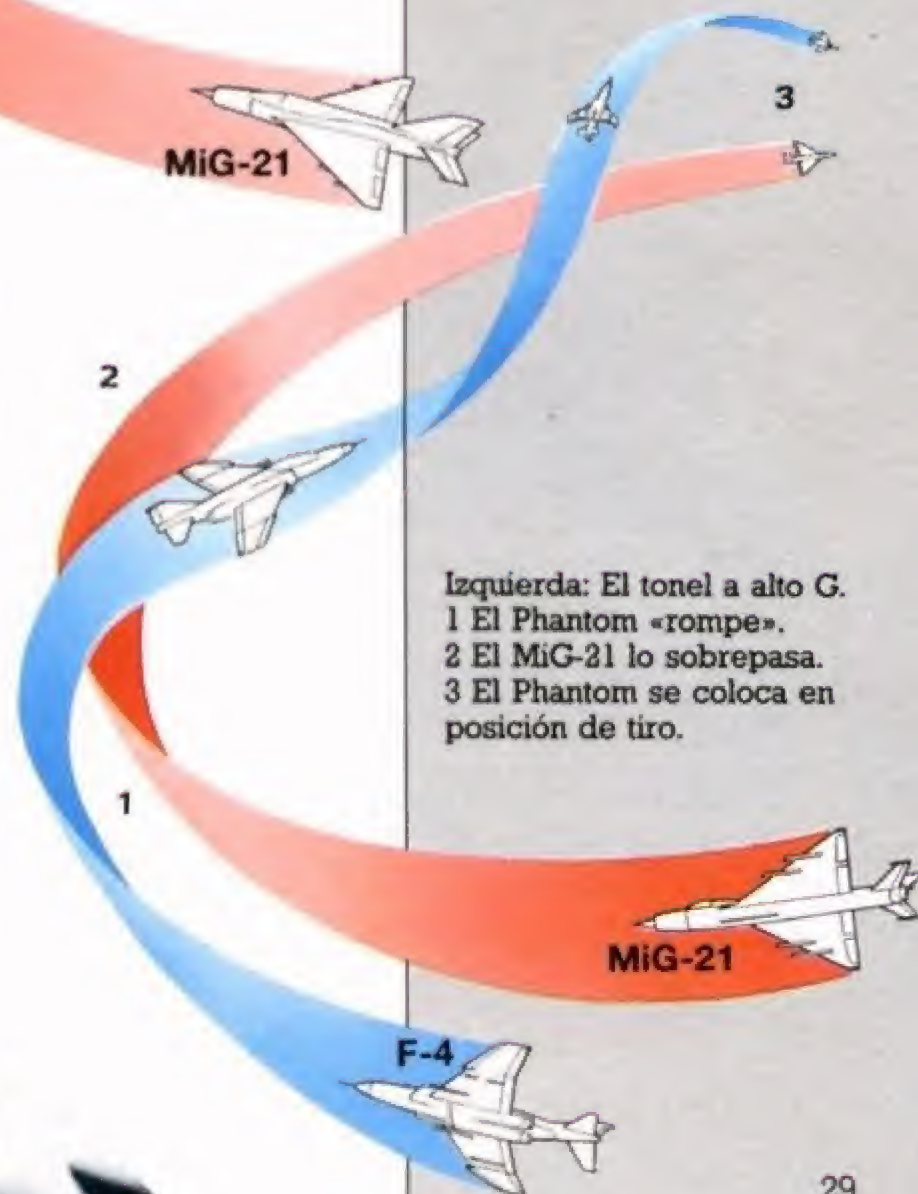 MiG-21
3
2
Izquierda: El tonel a alto G.
1 El Phantom «rompe».
2 El MiG-21 lo sobrepasa.
3 El Phantom se coloca en
posición de tiro.
1
MiG-21
F-4
29